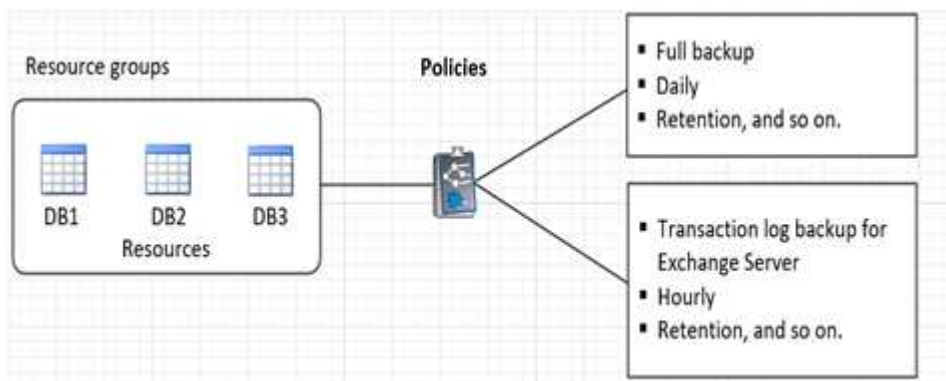 Resource groups
Policies
DB1
DB2
DB3
Resources
▪ Full backup
▪ Daily
▪ Retention, and so on.
▪ Transaction log backup for
Exchange Server
▪ Hourly
▪ Retention, and so on.